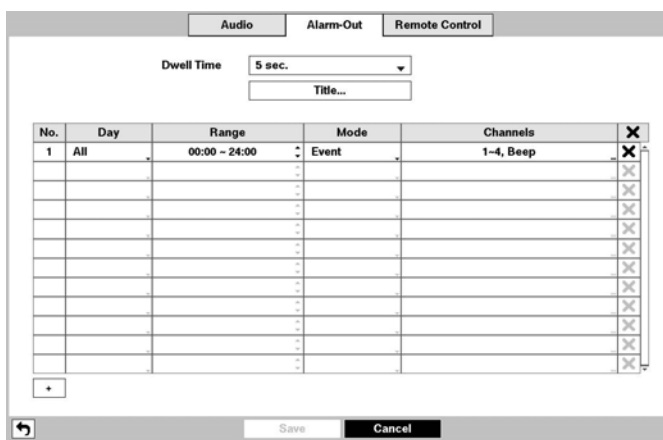 Audio Alarm-Out Remote Control
Dwell Time 5 sec.
Title...
No. Day Range Mode Channels X
1 All 00:00 ~ 24:00 Event 1~4, Beep X
+
Save Cancel